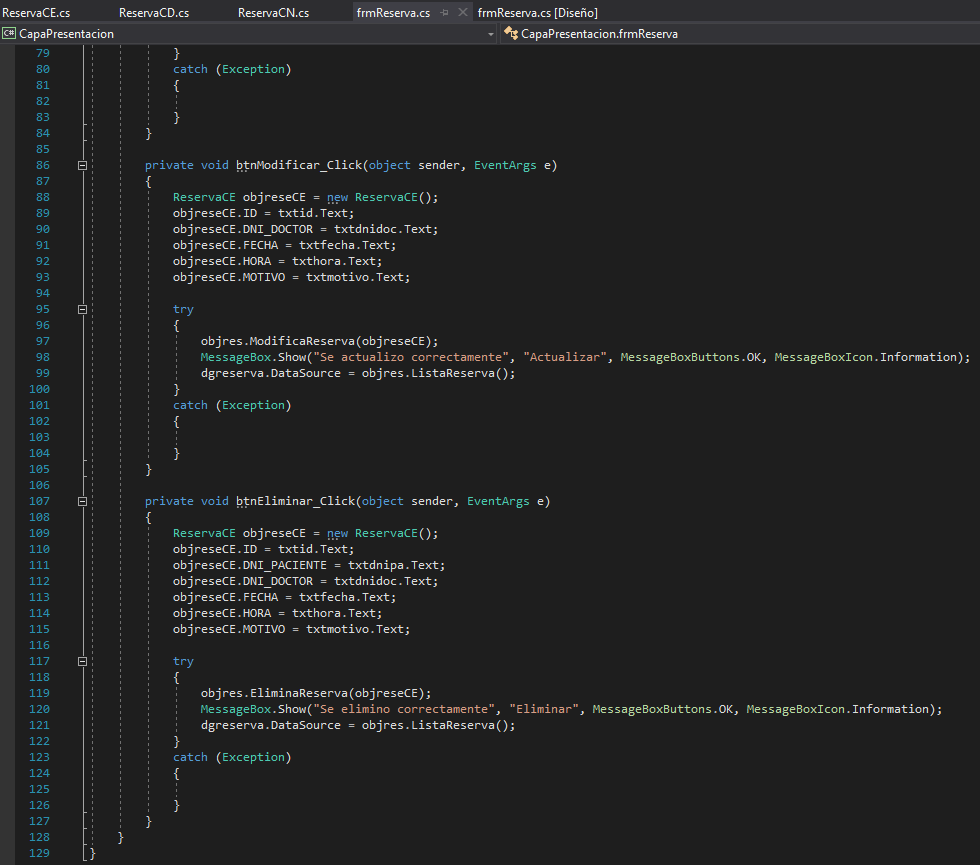 ReservaCE.cs ReservaCD.cs ReservaCN.cs frmReserva.cs frmReserva.cs [Diseño]
C# CapaPresentacion CapaPresentacion.frmReserva
79 }
80 catch (Exception)
81 {
82
83 }
84 }
85
86 private void btnModificar_Click(object sender, EventArgs e)
87 {
88 ReservaCE objreseCE = new ReservaCE();
89 objreseCE.ID = txtid.Text;
90 objreseCE.DNI_DOCTOR = txtdnidoc.Text;
91 objreseCE.FECHA = txtfecha.Text;
92 objreseCE.HORA = txthora.Text;
93 objreseCE.MOTIVO = txtmotivo.Text;
94
95 try
96 {
97 objres.ModificaReserva(objreseCE);
98 MessageBox.Show("Se actualizo correctamente", "Actualizar", MessageBoxButtons.OK, MessageBoxIcon.Information);
99 dgreserva.DataSource = objres.ListaReserva();
100 }
101 catch (Exception)
102 {
103
104 }
105 }
106
107 private void btnEliminar_Click(object sender, EventArgs e)
108 {
109 ReservaCE objreseCE = new ReservaCE();
110 objreseCE.ID = txtid.Text;
111 objreseCE.DNI_PACIENTE = txtdnipa.Text;
112 objreseCE.DNI_DOCTOR = txtdnidoc.Text;
113 objreseCE.FECHA = txtfecha.Text;
114 objreseCE.HORA = txthora.Text;
115 objreseCE.MOTIVO = txtmotivo.Text;
116
117 try
118 {
119 objres.EliminaReserva(objreseCE);
120 MessageBox.Show("Se elimino correctamente", "Eliminar", MessageBoxButtons.OK, MessageBoxIcon.Information);
121 dgreserva.DataSource = objres.ListaReserva();
122 }
123 catch (Exception)
124 {
125
126 }
127 }
128 }
129 }